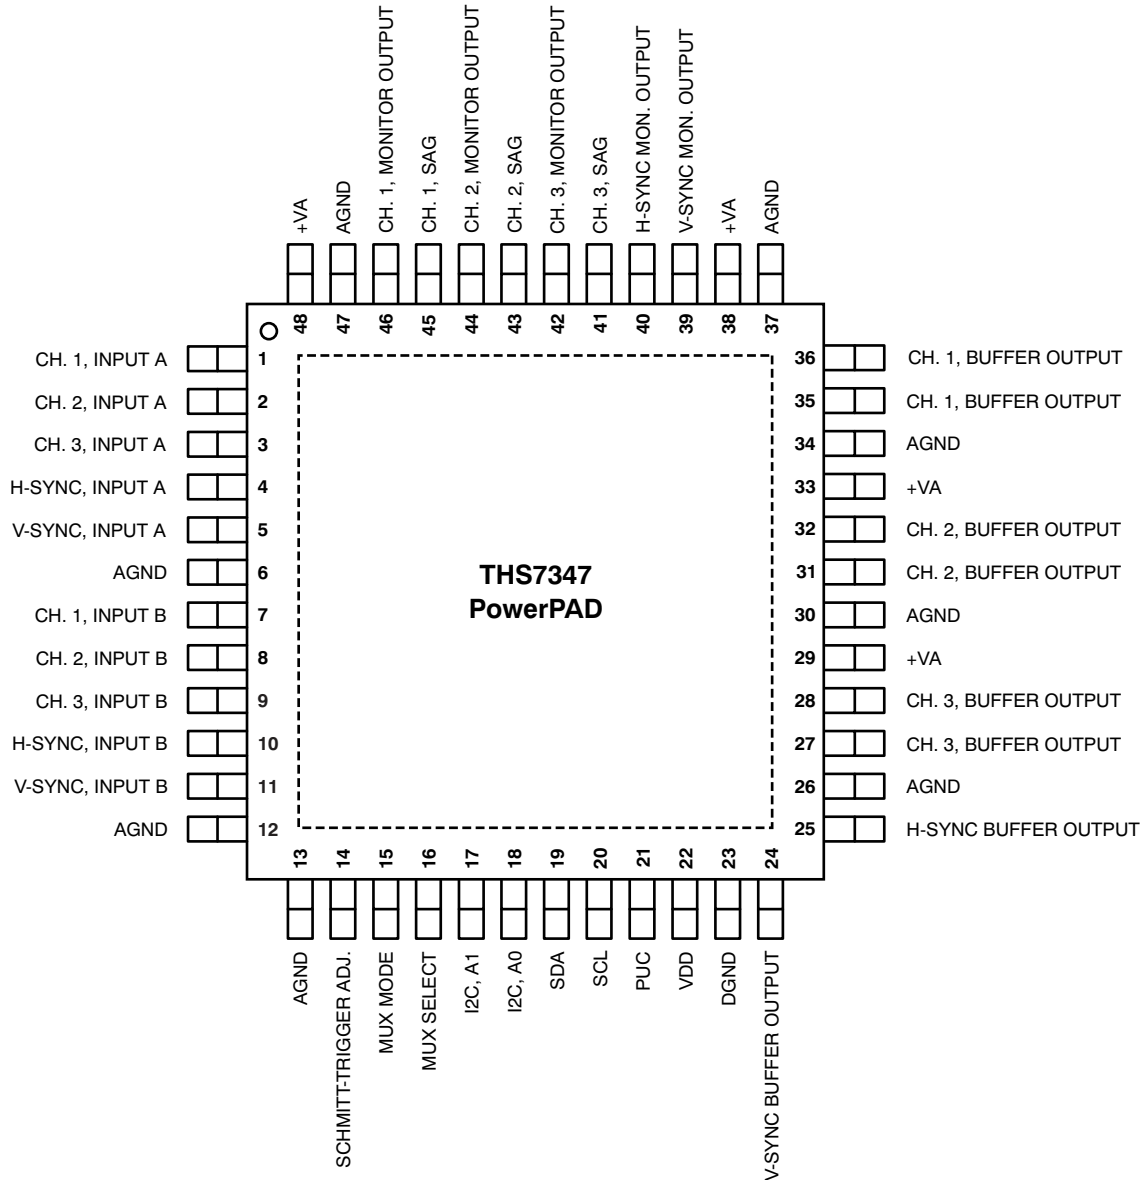 +VA
AGND
CH. 1, MONITOR OUTPUT
CH. 1, SAG
CH. 2, MONITOR OUTPUT
CH. 2, SAG
CH. 3, MONITOR OUTPUT
CH. 3, SAG
H-SYNC MON. OUTPUT
V-SYNC MON. OUTPUT
+VA
AGND
48 47 46 45 44 43 42 41 40 39 38 37
CH. 1, INPUT A 1
CH. 2, INPUT A 2
CH. 3, INPUT A 3
H-SYNC, INPUT A 4
V-SYNC, INPUT A 5
AGND 6
CH. 1, INPUT B 7
CH. 2, INPUT B 8
CH. 3, INPUT B 9
H-SYNC, INPUT B 10
V-SYNC, INPUT B 11
AGND 12
THS7347
PowerPAD
36 CH. 1, BUFFER OUTPUT
35 CH. 1, BUFFER OUTPUT
34 AGND
33 +VA
32 CH. 2, BUFFER OUTPUT
31 CH. 2, BUFFER OUTPUT
30 AGND
29 +VA
28 CH. 3, BUFFER OUTPUT
27 CH. 3, BUFFER OUTPUT
26 AGND
25 H-SYNC BUFFER OUTPUT
13 14 15 16 17 18 19 20 21 22 23 24
AGND
SCHMITT-TRIGGER ADJ.
MUX MODE
MUX SELECT
I2C, A1
I2C, A0
SDA
SCL
PUC
VDD
DGND
V-SYNC BUFFER OUTPUT